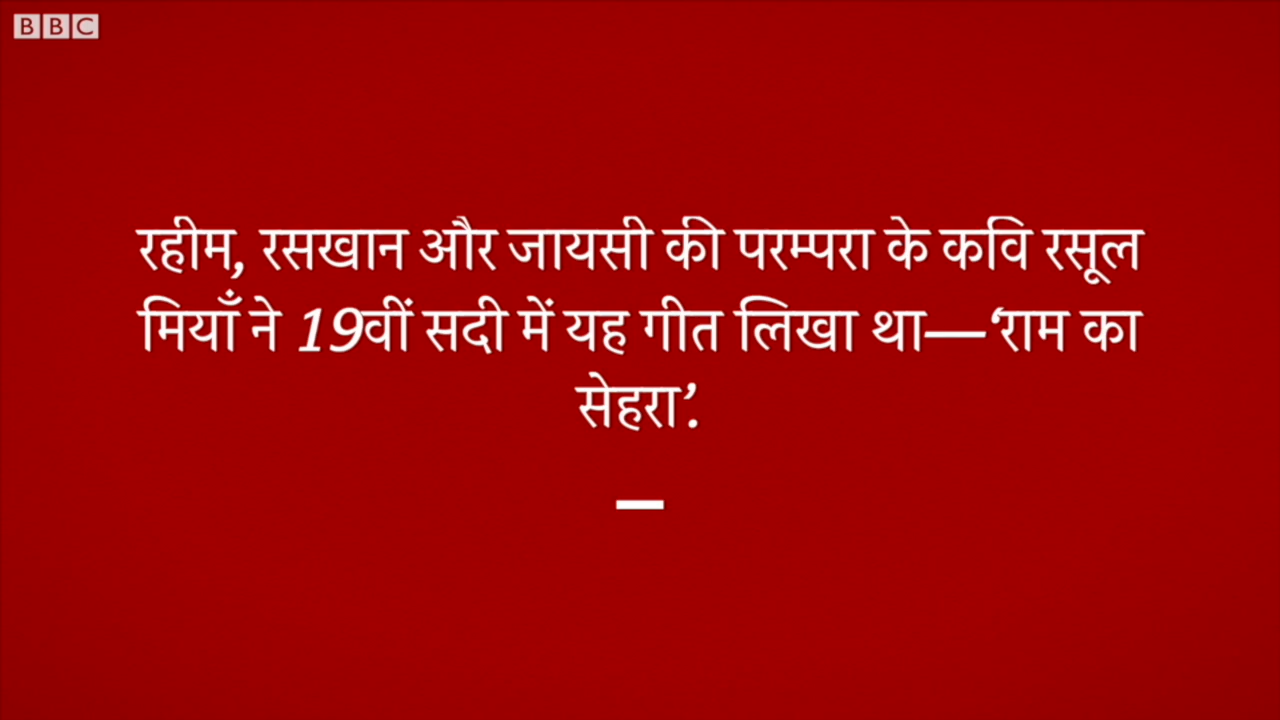 BBC
रहीम, रसखान और जायसी की परम्परा के कवि रसूल
मियाँ ने 19वीं सदी में यह गीत लिखा था—‘राम का
सेहरा’.